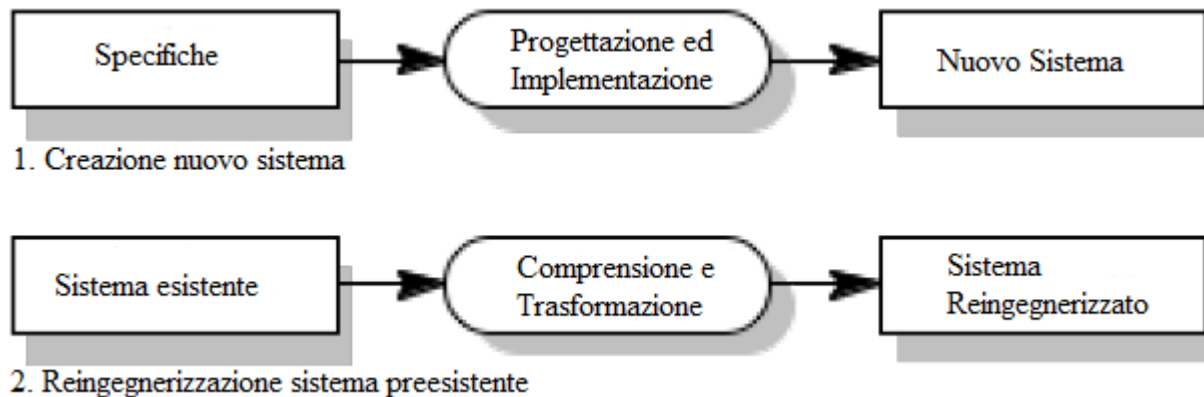 Specifiche
Progettazione ed
Implementazione
Nuovo Sistema
1. Creazione nuovo sistema
Sistema esistente
Comprensione e
Trasformazione
Sistema
Reingegnerizzato
2. Reingegnerizzazione sistema preesistente